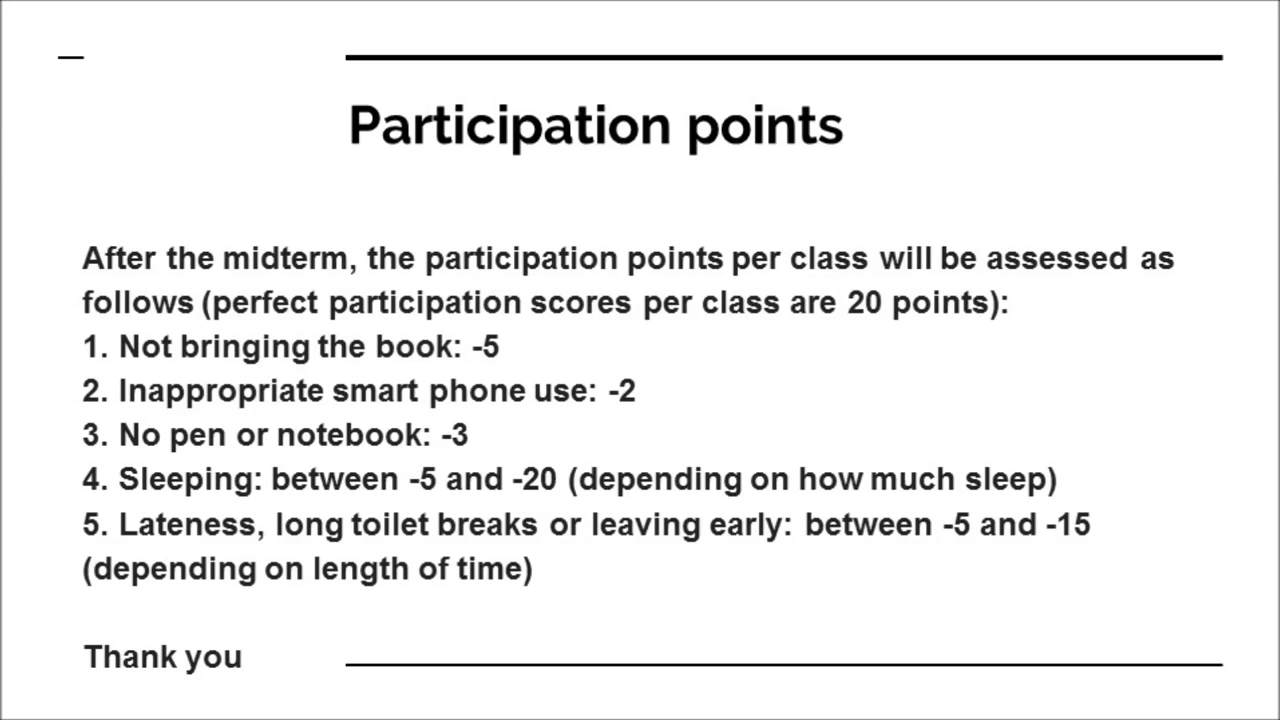 Participation points
After the midterm, the participation points per class will be assessed as
follows (perfect participation scores per class are 20 points):
1. Not bringing the book: -5
2. Inappropriate smart phone use: -2
3. No pen or notebook: -3
4. Sleeping: between -5 and -20 (depending on how much sleep)
5. Lateness, long toilet breaks or leaving early: between -5 and -15
(depending on length of time)
Thank you